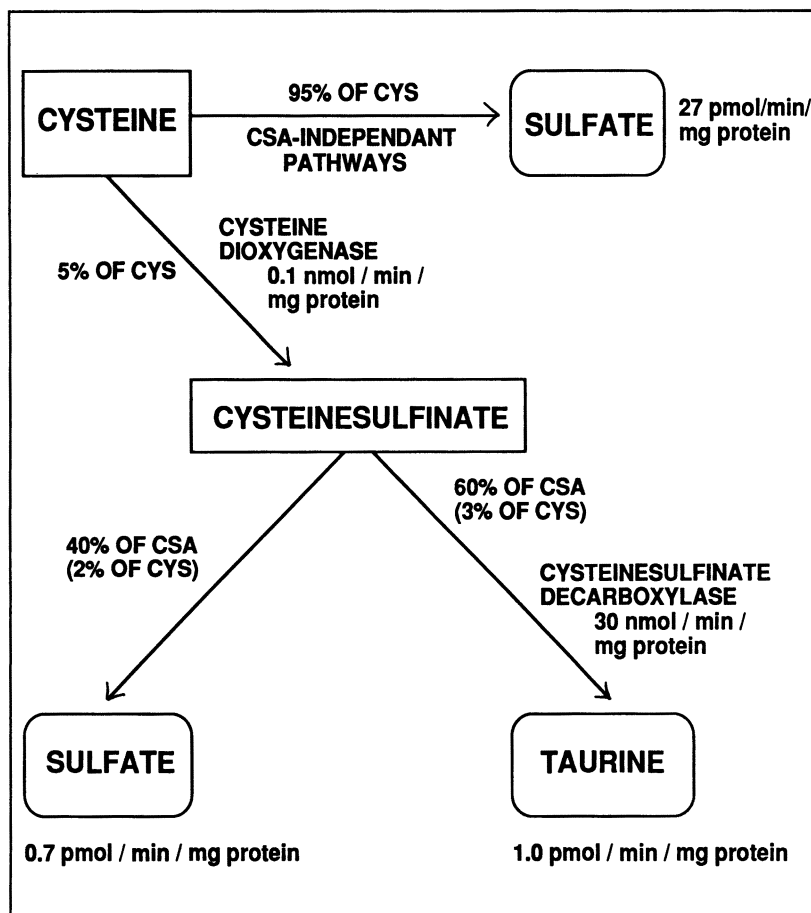 95% OF CYS
CYSTEINE
CSA-INDEPENDANT
PATHWAYS
SULFATE
27 pmol/min/
mg protein
5% OF CYS
CYSTEINE
DIOXYGENASE
0.1 nmol / min /
mg protein
CYSTEINESULFINATE
40% OF CSA
(2% OF CYS)
60% OF CSA
(3% OF CYS)
CYSTEINESULFINATE
DECARBOXYLASE
30 nmol / min /
mg protein
SULFATE
0.7 pmol / min / mg protein
TAURINE
1.0 pmol / min / mg protein